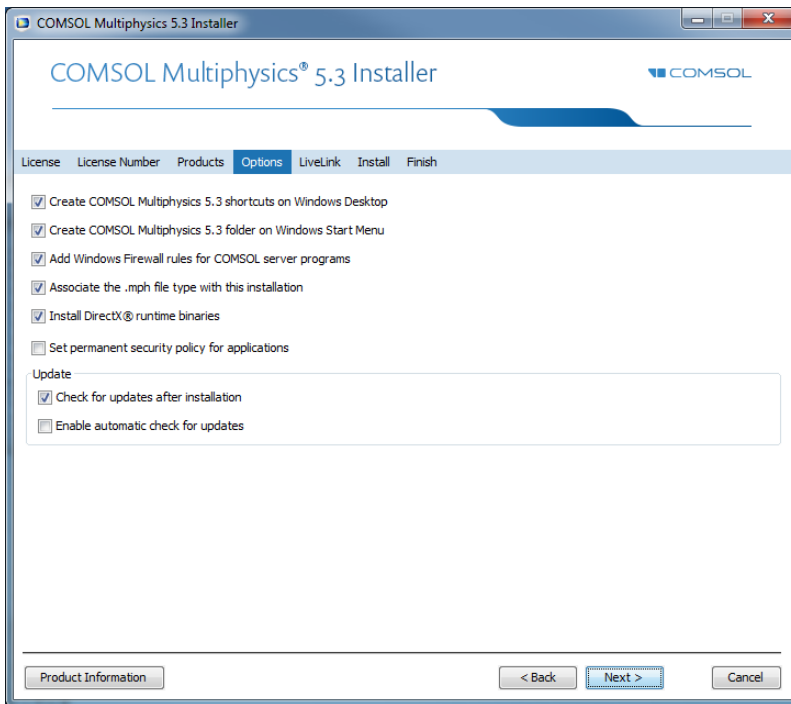 COMSOL Multiphysics 5.3 Installer
COMSOL Multiphysics® 5.3 Installer
COMSOL
License License Number Products Options LiveLink Install Finish
Create COMSOL Multiphysics 5.3 shortcuts on Windows Desktop
Create COMSOL Multiphysics 5.3 folder on Windows Start Menu
Add Windows Firewall rules for COMSOL server programs
Associate the .mph file type with this installation
Install DirectX® runtime binaries
Set permanent security policy for applications
Update
Check for updates after installation
Enable automatic check for updates
Product Information < Back Next > Cancel